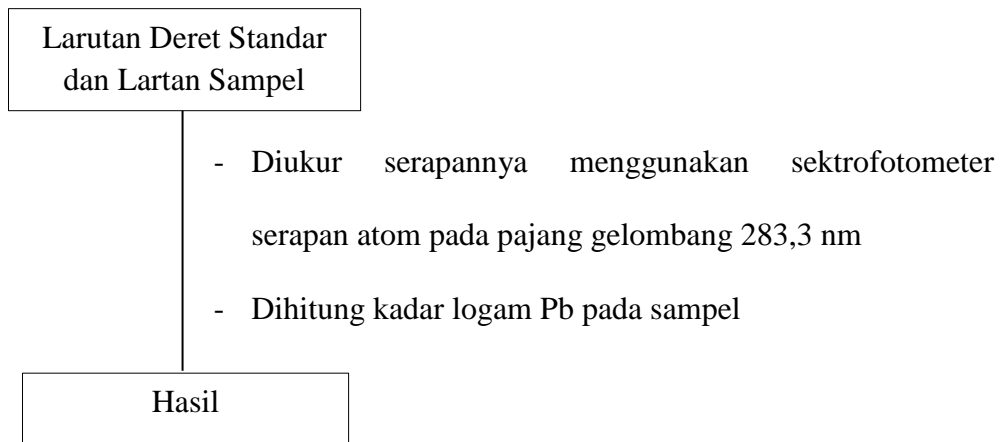 Larutan Deret Standar
dan Lartan Sampel
- Diukur serapannya menggunakan sektrofotometer
serapan atom pada pajang gelombang 283,3 nm
- Dihitung kadar logam Pb pada sampel
Hasil